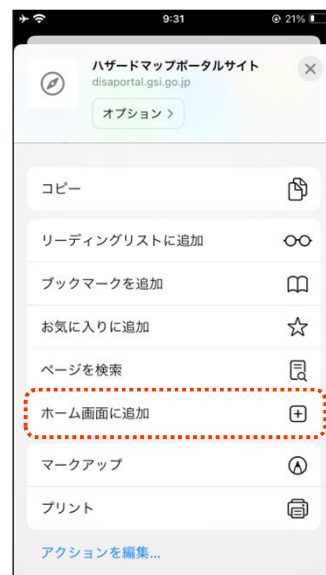 9:31
21%
ハザードマップポータルサイト
disaportal.gsi.go.jp
オプション >
コピー
リーディングリストに追加
ブックマークを追加
お気に入りに追加
ページを検索
ホーム画面に追加
マークアップ
プリント
アクションを編集...